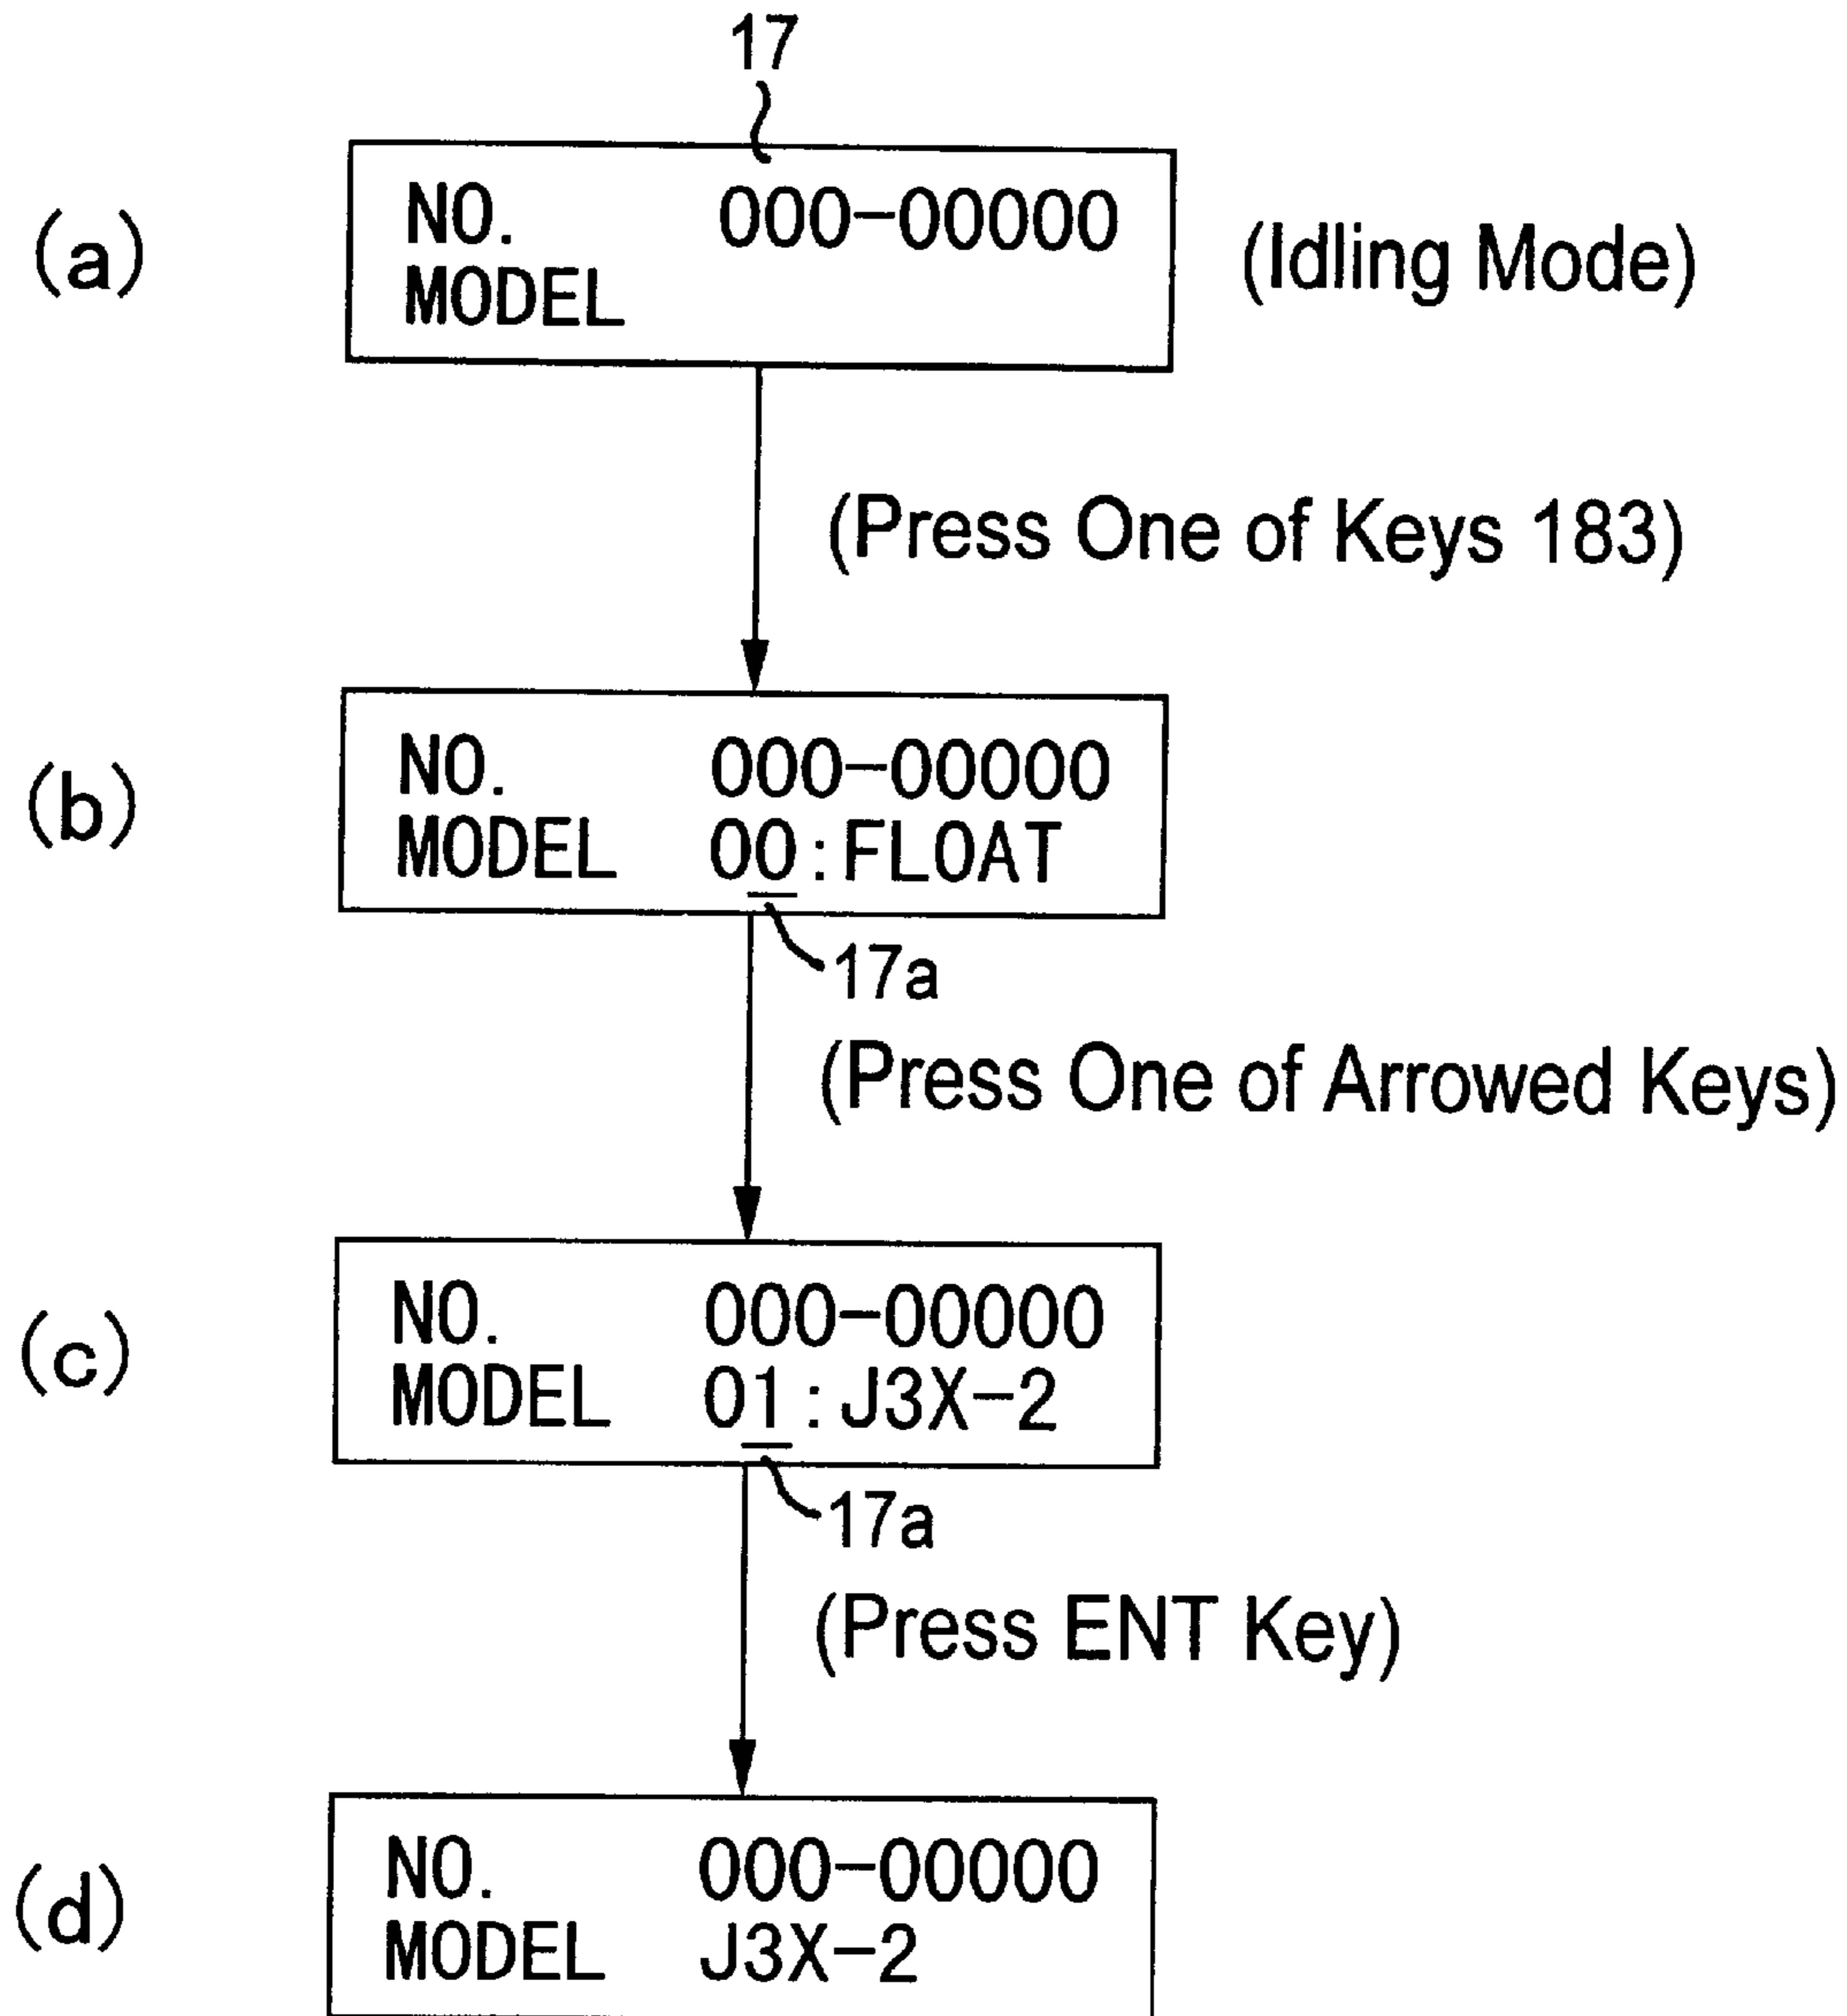 17
(a)
NO. 000-00000
MODEL
(Idling Mode)
(Press One of Keys 183)
(b)
NO. 000-00000
MODEL 00:FLOAT
17a
(Press One of Arrowed Keys)
(c)
NO. 000-00000
MODEL 01:J3X-2
17a
(Press ENT Key)
(d)
NO. 000-00000
MODEL J3X-2